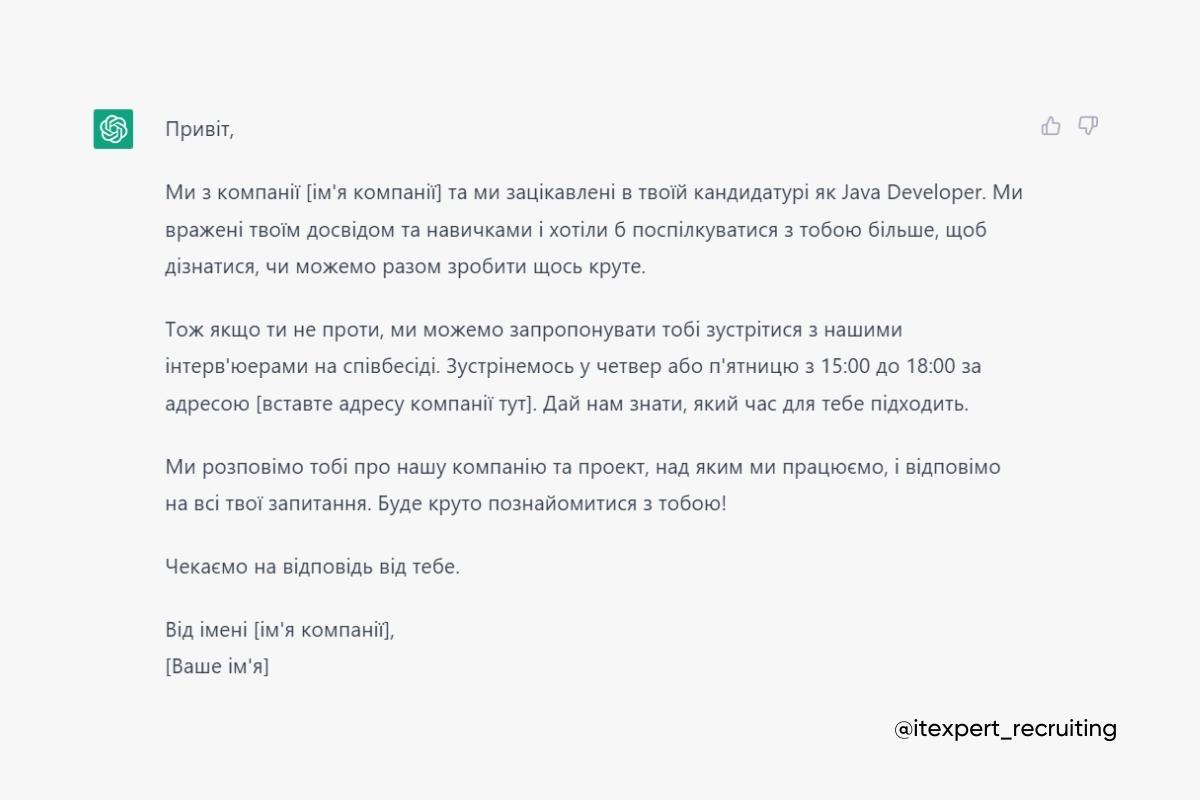 Привіт,
Ми з компанії [ім'я компанії] та ми зацікавлені в твоїй кандидатурі як Java Developer. Ми
вражені твоїм досвідом та навичками і хотіли б поспілкуватися з тобою більше, щоб
дізнатися, чи можемо разом зробити щось круте.
Тож якщо ти не проти, ми можемо запропонувати тобі зустрітися з нашими
інтерв'юерами на співбесіді. Зустрінемось у четвер або п'ятницю з 15:00 до 18:00 за
адресою [вставте адресу компанії тут]. Дай нам знати, який час для тебе підходить.
Ми розповімо тобі про нашу компанію та проект, над яким ми працюємо, і відповімо
на всі твої запитання. Буде круто познайомитися з тобою!
Чекаємо на відповідь від тебе.
Від імені [ім'я компанії],
[Ваше ім'я]
@itexpert_recruiting